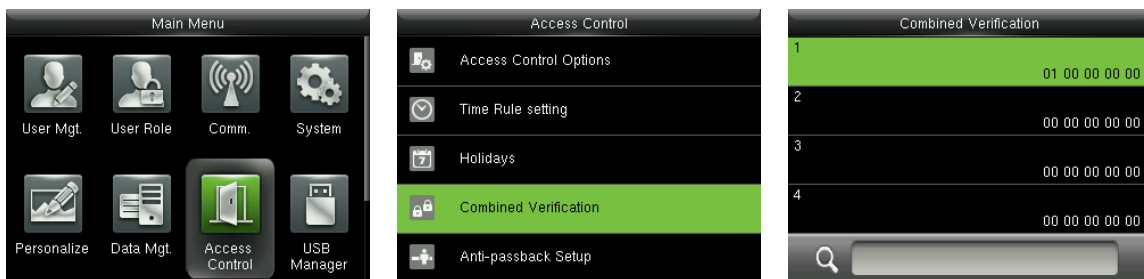 Main Menu
User Mgt.
User Role
Comm.
System
Personalize
Data Mgt.
Access
Control
USB
Manager
Access Control
Access Control Options
Time Rule setting
7
Holidays
Combined Verification
Anti-passback Setup
Combined Verification
1
01 00 00 00 00
2
00 00 00 00 00
3
00 00 00 00 00
4
00 00 00 00 00